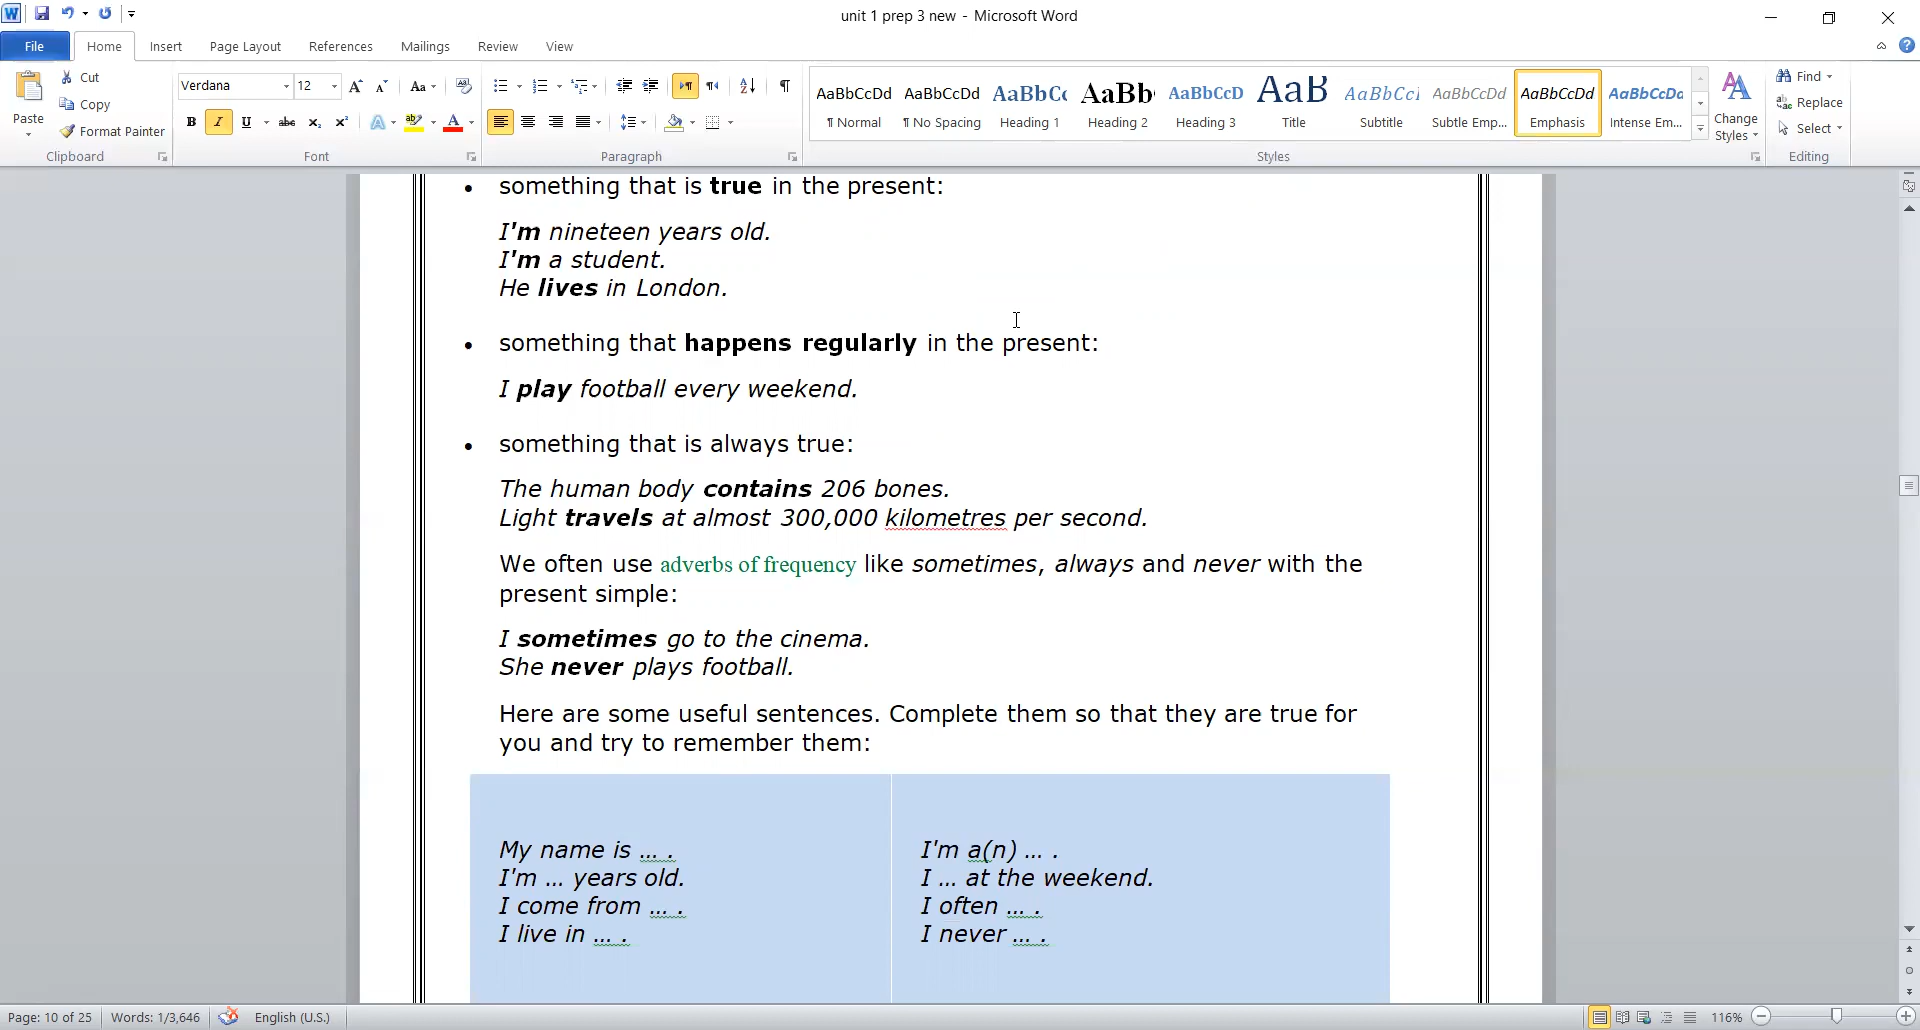 unit 1 prep 3 new - Microsoft Word
File Home Insert Page Layout References Mailings Review View
Paste
Cut
Copy
Format Painter
Clipboard
Verdana 12
Font
Paragraph
AaBbCcDd AaBbCcDd AaBbCc AaBb AaBbCcD AaB AaBbCcI AaBbCcDd AaBbCcDd AaBbCcDc
¶ Normal ¶ No Spacing Heading 1 Heading 2 Heading 3 Title Subtitle Subtle Emp... Emphasis Intense Em...
Styles
Change
Styles
Find
Replace
Select
Editing
• something that is true in the present:
I'm nineteen years old.
I'm a student.
He lives in London.
• something that happens regularly in the present:
I play football every weekend.
• something that is always true:
The human body contains 206 bones.
Light travels at almost 300,000 kilometres per second.
We often use adverbs of frequency like sometimes, always and never with the
present simple:
I sometimes go to the cinema.
She never plays football.
Here are some useful sentences. Complete them so that they are true for
you and try to remember them:
My name is ... .
I'm ... years old.
I come from ... .
I live in ... .
I'm a(n) ... .
I ... at the weekend.
I often ... .
I never ... .
Page: 10 of 25 Words: 1/3,646 English (U.S.) 116%